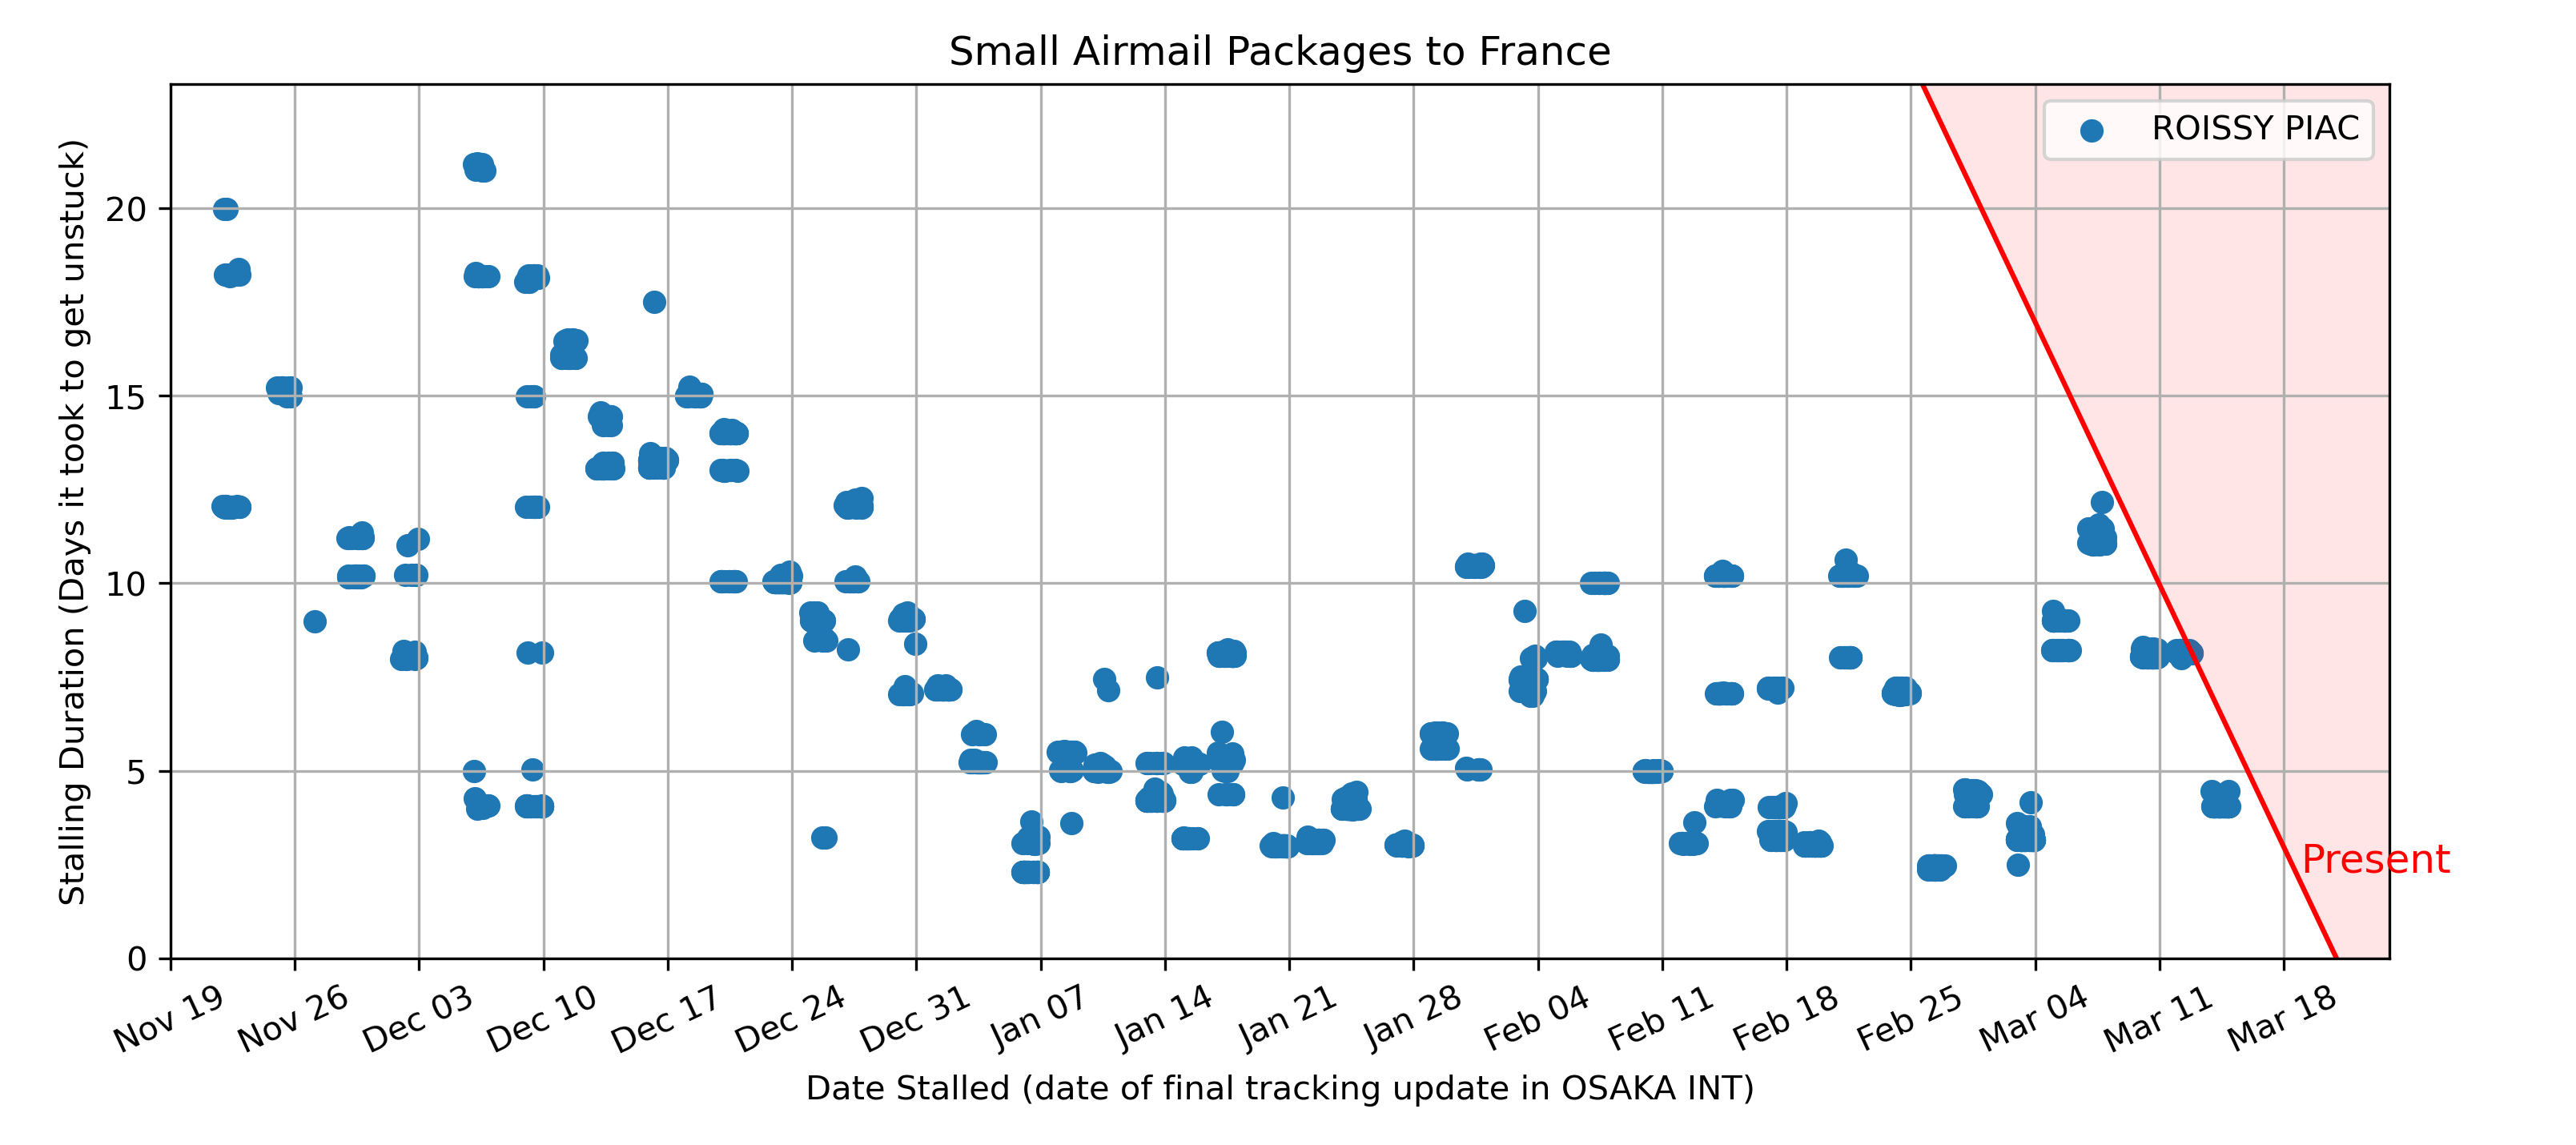 Small Airmail Packages to France
ROISSY PIAC
Stalling Duration (Days it took to get unstuck)
20
15
10
5
0
Present
Nov 19 Nov 26 Dec 03 Dec 10 Dec 17 Dec 24 Dec 31 Jan 07 Jan 14 Jan 21 Jan 28 Feb 04 Feb 11 Feb 18 Feb 25 Mar 04 Mar 11 Mar 18
Date Stalled (date of final tracking update in OSAKA INT)